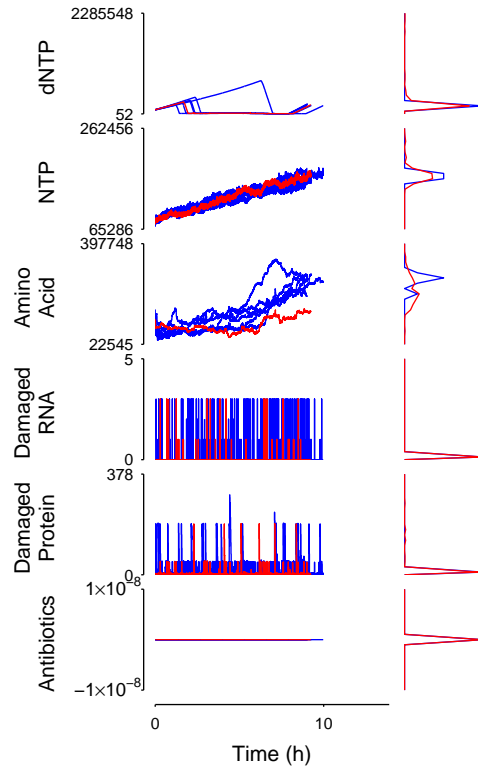 2285548
dNTP
52
262456
NTP
65286
397748
Amino
Acid
22545
5
Damaged
RNA
0
378
Damaged
Protein
0
1×10⁻⁸
Antibiotics
−1×10⁻⁸
0 10
Time (h)